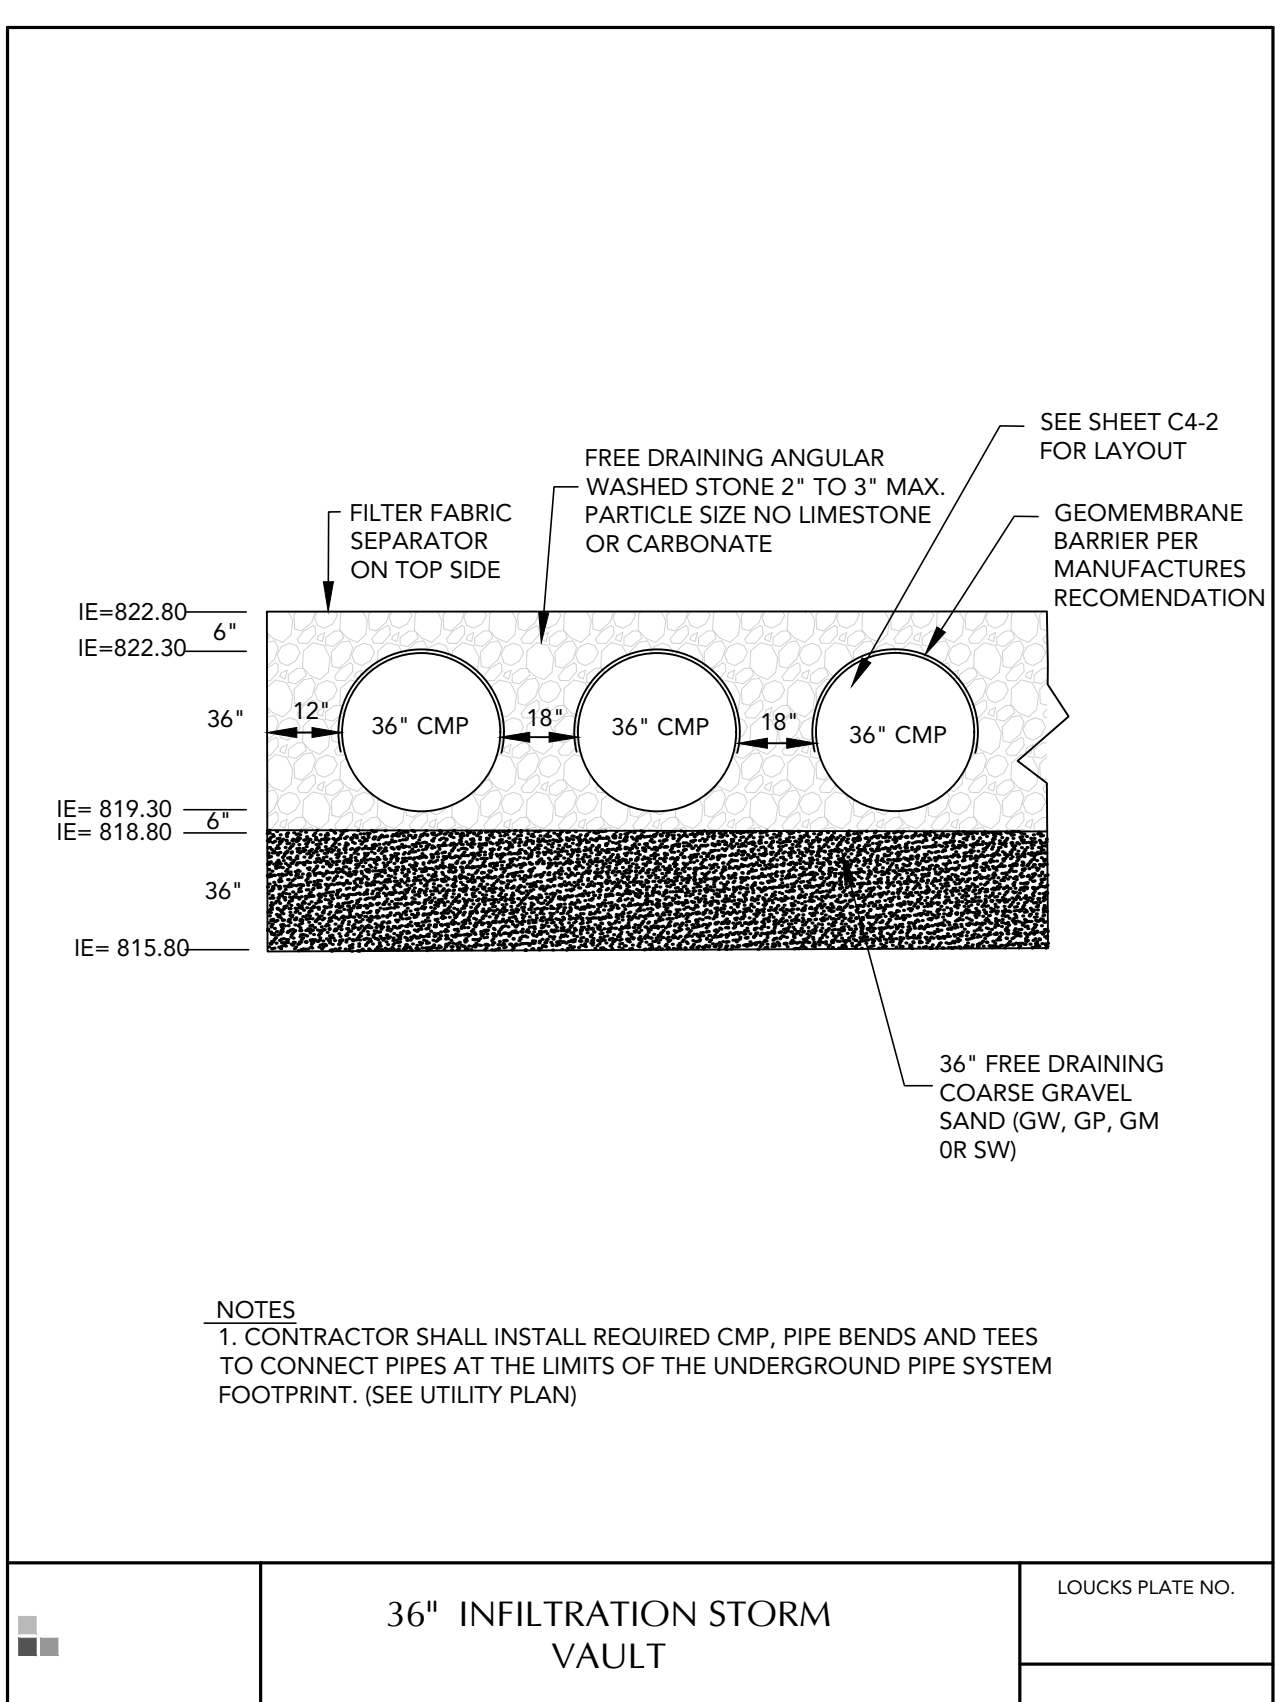 SEE SHEET C4-2
FOR LAYOUT
FREE DRAINING ANGULAR
WASHED STONE 2" TO 3" MAX.
PARTICLE SIZE NO LIMESTONE
OR CARBONATE
FILTER FABRIC
SEPARATOR
ON TOP SIDE
GEOMEMBRANE
BARRIER PER
MANUFACTURES
RECOMENDATION
IE=822.80
6"
IE=822.30
36"
12"
36" CMP
18"
36" CMP
18"
36" CMP
IE= 819.30
6"
IE= 818.80
36"
IE= 815.80
36" FREE DRAINING
COARSE GRAVEL
SAND (GW, GP, GM
0R SW)
NOTES
1. CONTRACTOR SHALL INSTALL REQUIRED CMP, PIPE BENDS AND TEES
TO CONNECT PIPES AT THE LIMITS OF THE UNDERGROUND PIPE SYSTEM
FOOTPRINT. (SEE UTILITY PLAN)
36" INFILTRATION STORM
VAULT
LOUCKS PLATE NO.